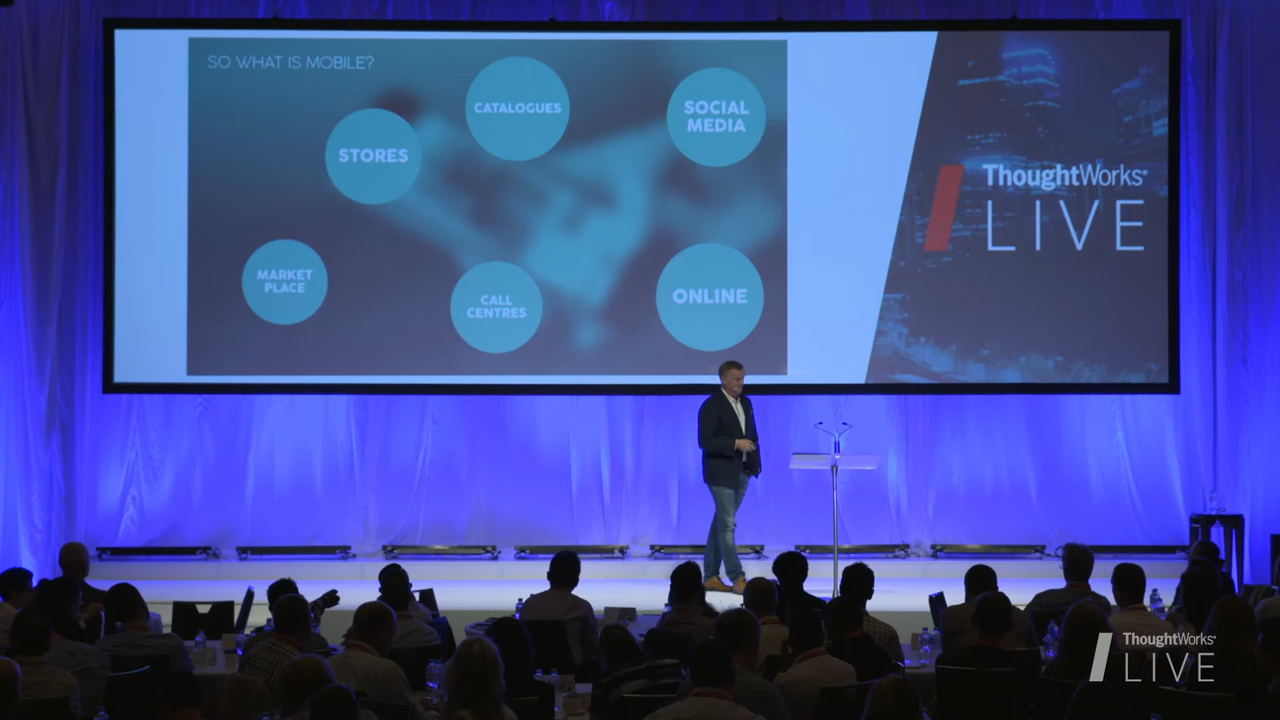 SO WHAT IS MOBILE?
CATALOGUES
SOCIAL
MEDIA
STORES
MARKET
PLACE
CALL
CENTRES
ONLINE
ThoughtWorks®
LIVE
ThoughtWorks®
LIVE